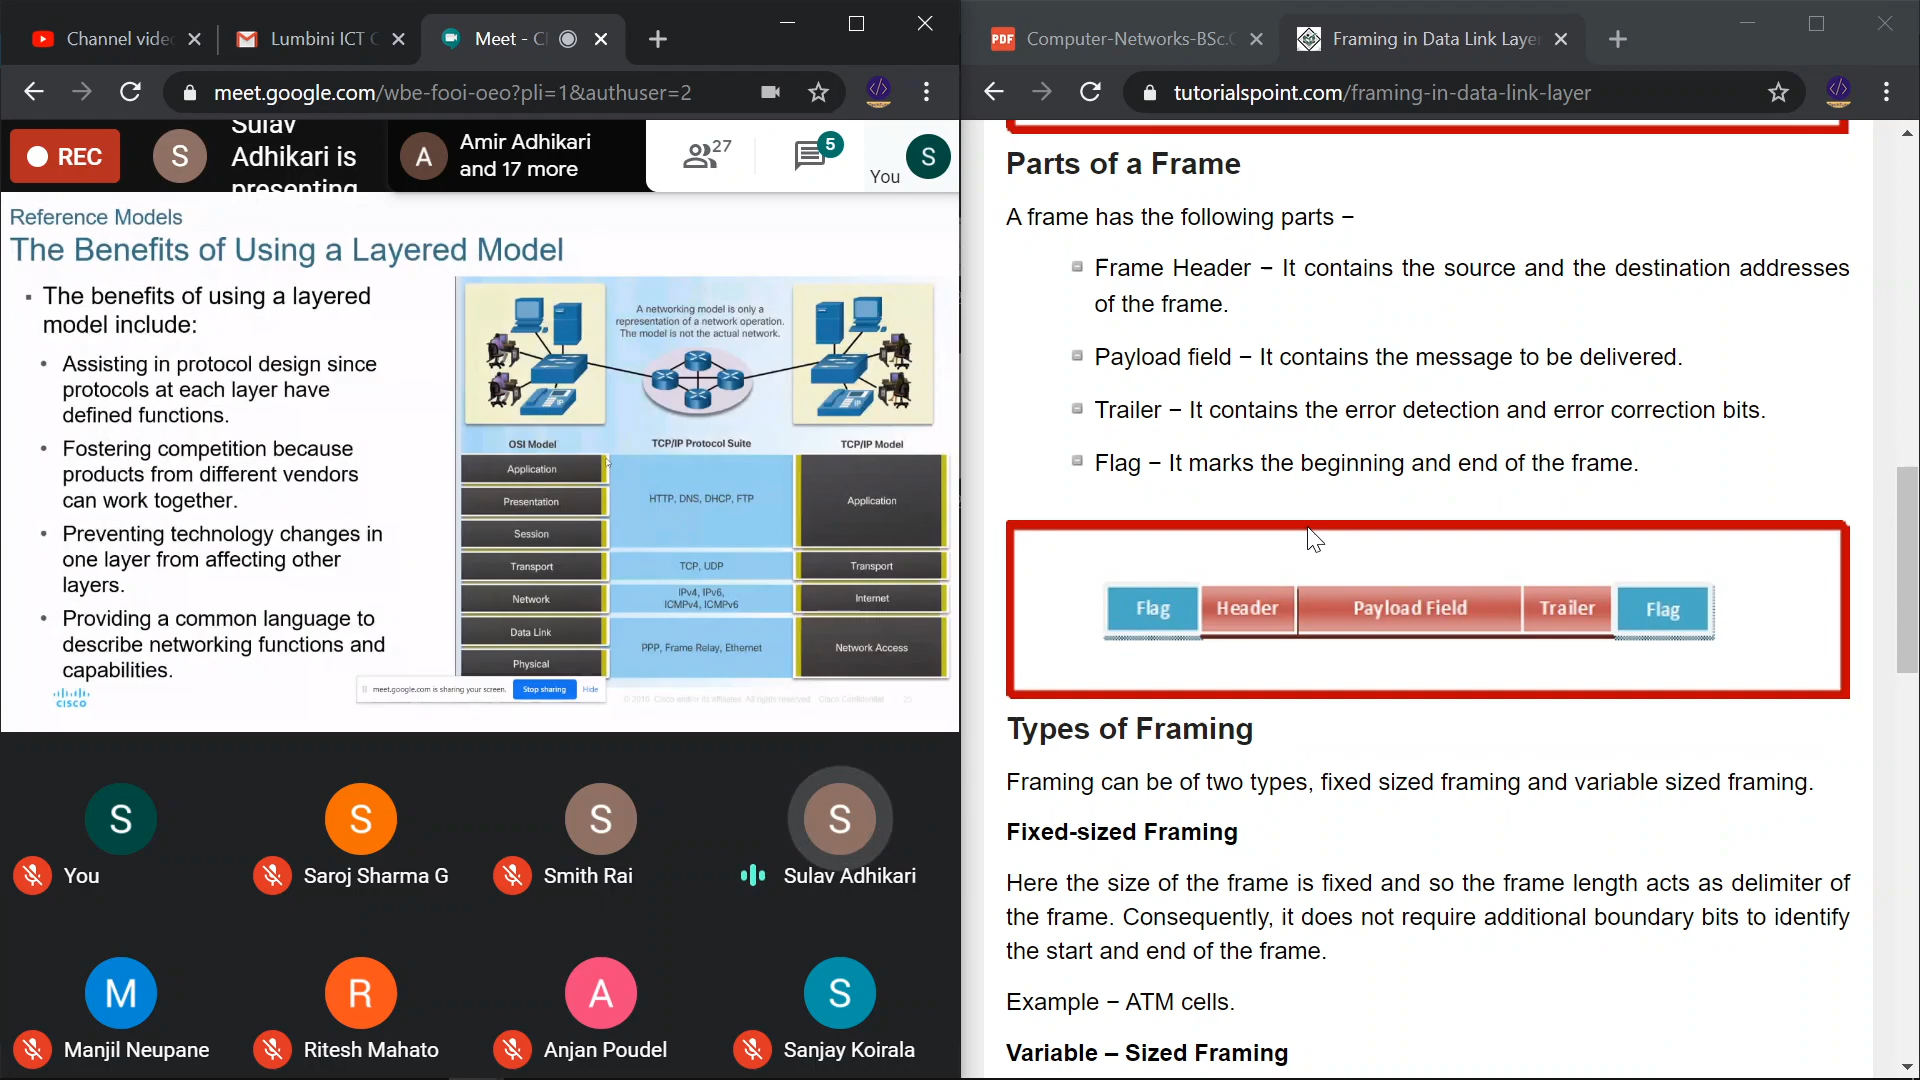 Channel vide
Lumbini ICT C
Meet - Cl
meet.google.com/wbe-fooi-oeo?pli=1&authuser=2
REC
S
Sulav
Adhikari is
presenting
A
Amir Adhikari
and 17 more
27
5
You
S
Reference Models
The Benefits of Using a Layered Model
▪ The benefits of using a layered
model include:
• Assisting in protocol design since
protocols at each layer have
defined functions.
• Fostering competition because
products from different vendors
can work together.
• Preventing technology changes in
one layer from affecting other
layers.
• Providing a common language to
describe networking functions and
capabilities.
CISCO
A networking model is only a
representation of a network operation.
The model is not the actual network.
OSI Model
TCP/IP Protocol Suite
TCP/IP Model
Application
Presentation
Session
Transport
Network
Data Link
Physical
HTTP, DNS, DHCP, FTP
TCP, UDP
IPv4, IPv6,
ICMPv4, ICMPv6
PPP, Frame Relay, Ethernet
Application
Transport
Internet
Network Access
meet.google.com is sharing your screen.
Stop sharing
Hide
© 2016 Cisco and/or its affiliates. All rights reserved. Cisco Confidential
S
You
S
Saroj Sharma G
S
Smith Rai
S
Sulav Adhikari
M
Manjil Neupane
R
Ritesh Mahato
A
Anjan Poudel
S
Sanjay Koirala
PDF
Computer-Networks-BSc.C
Framing in Data Link Laye
tutorialspoint.com/framing-in-data-link-layer
Parts of a Frame
A frame has the following parts −
Frame Header − It contains the source and the destination addresses
of the frame.
Payload field − It contains the message to be delivered.
Trailer − It contains the error detection and error correction bits.
Flag − It marks the beginning and end of the frame.
Flag
Header
Payload Field
Trailer
Flag
Types of Framing
Framing can be of two types, fixed sized framing and variable sized framing.
Fixed-sized Framing
Here the size of the frame is fixed and so the frame length acts as delimiter of
the frame. Consequently, it does not require additional boundary bits to identify
the start and end of the frame.
Example − ATM cells.
Variable – Sized Framing